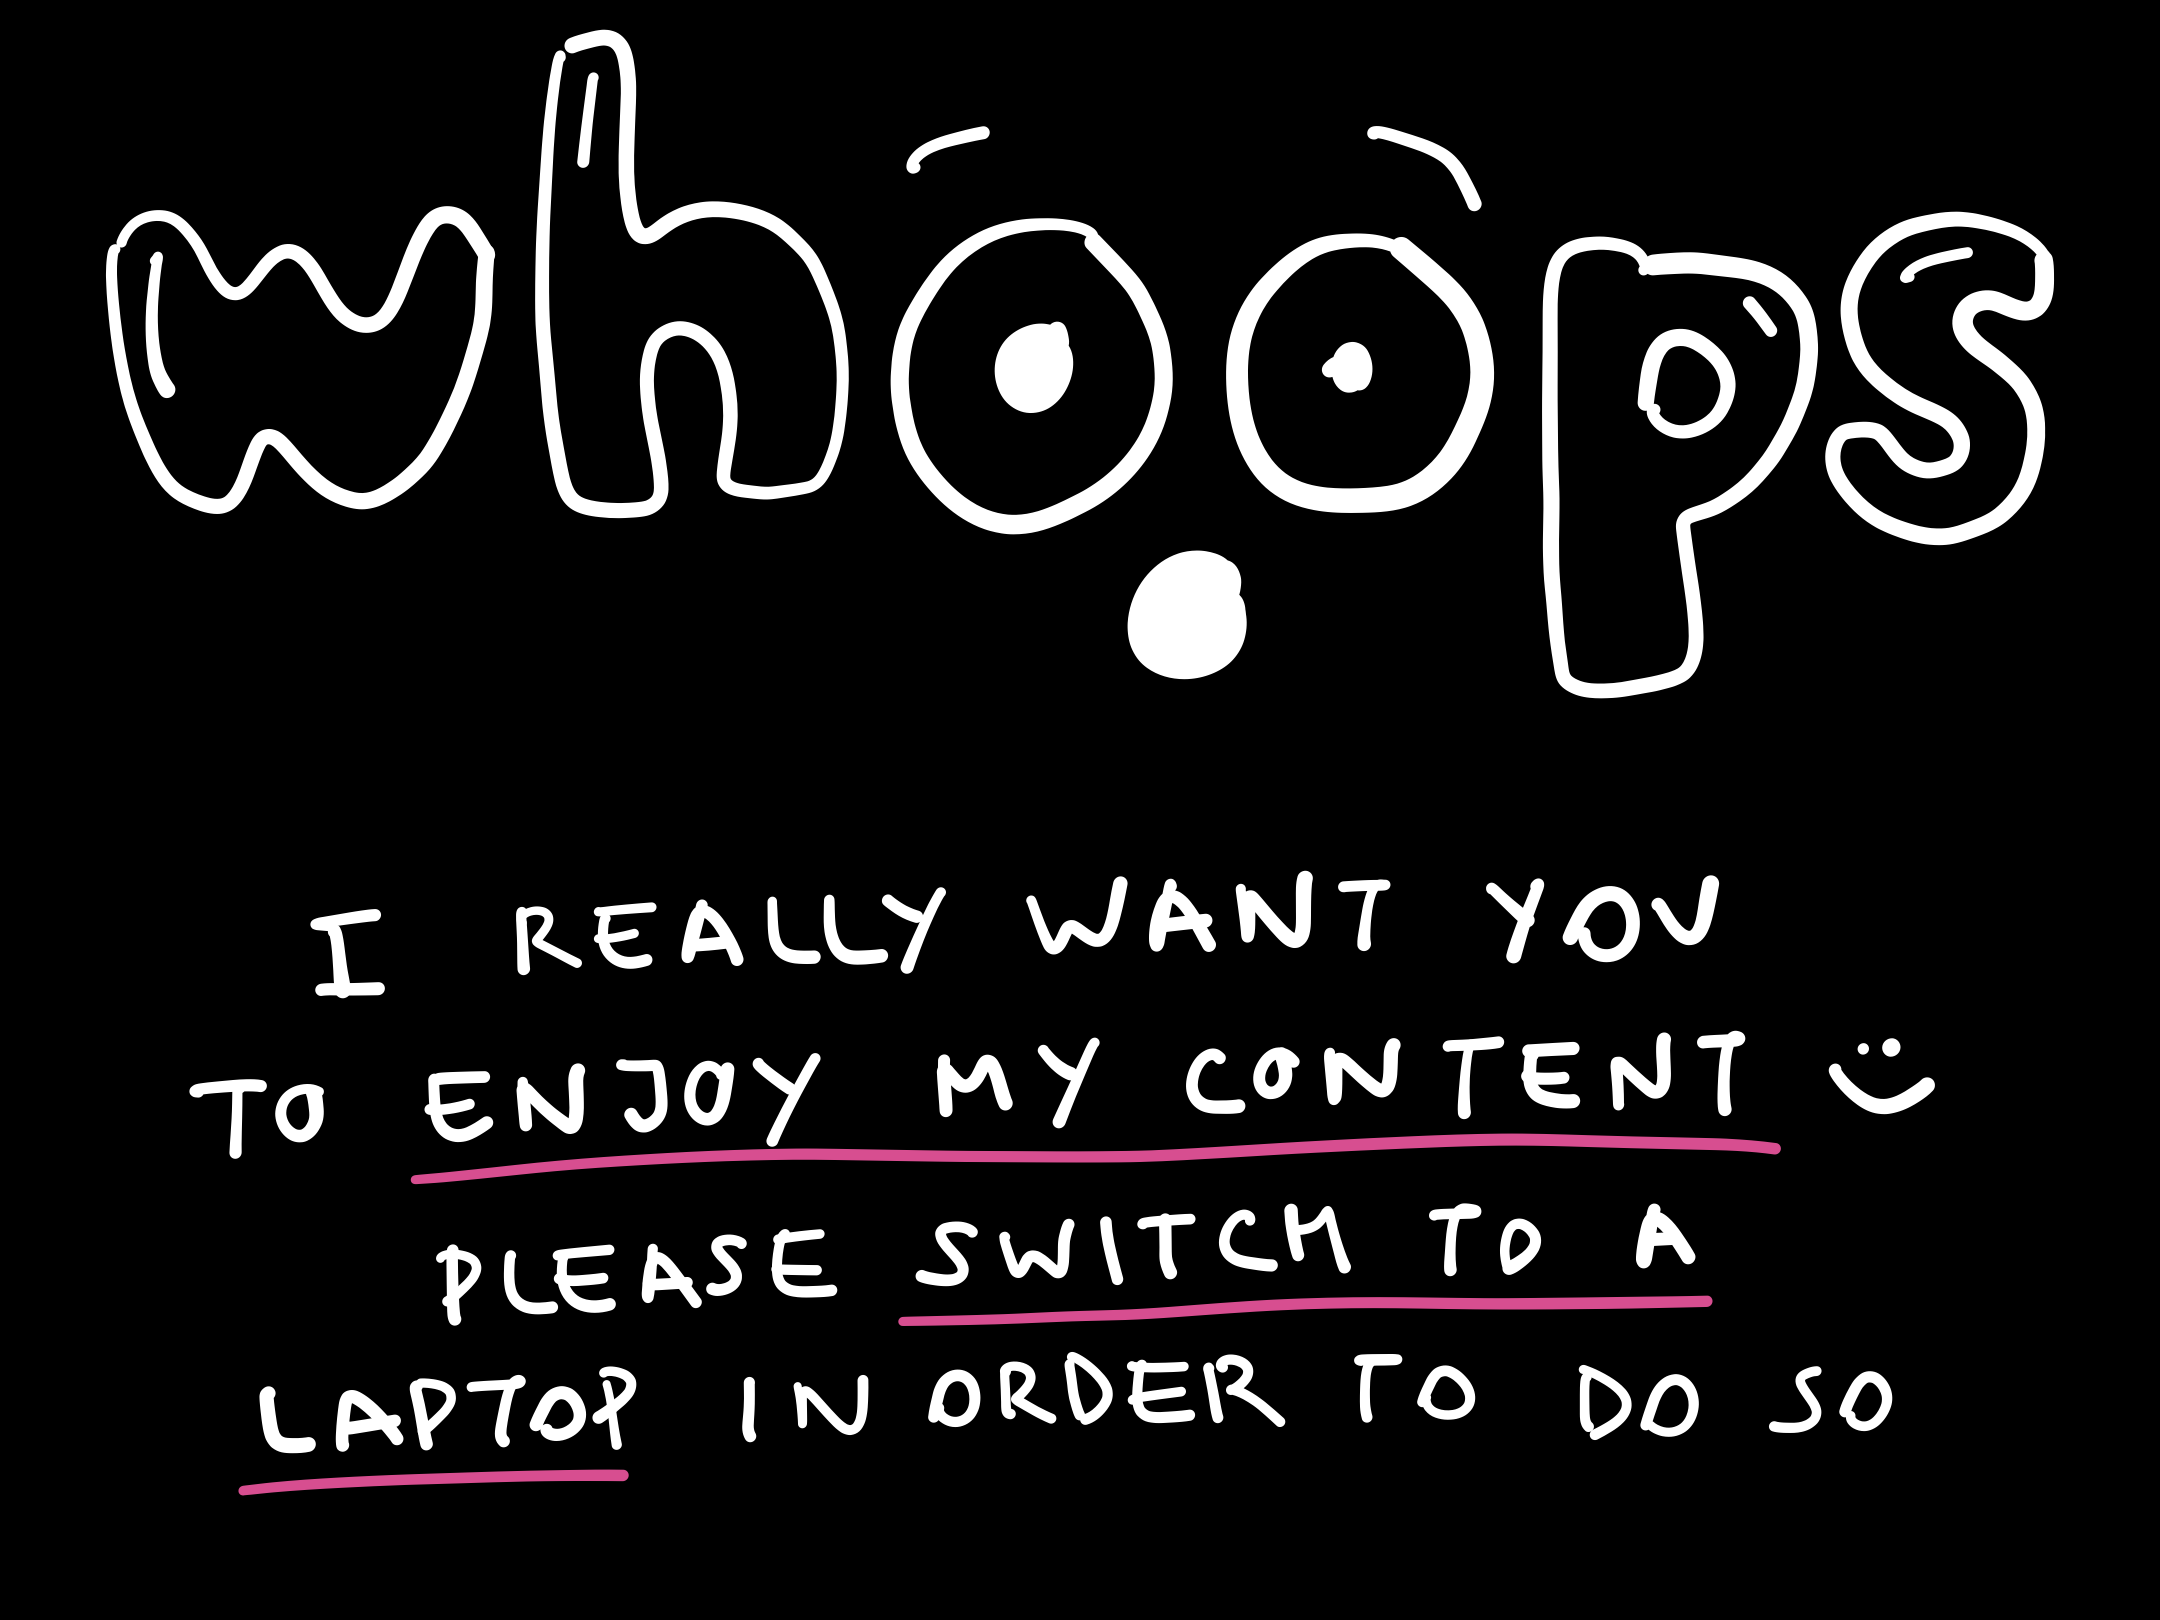 whoops
I REALLY WANT YOU
TO ENJOY MY CONTENT :)
PLEASE SWITCH TO A
LAPTOP IN ORDER TO DO SO